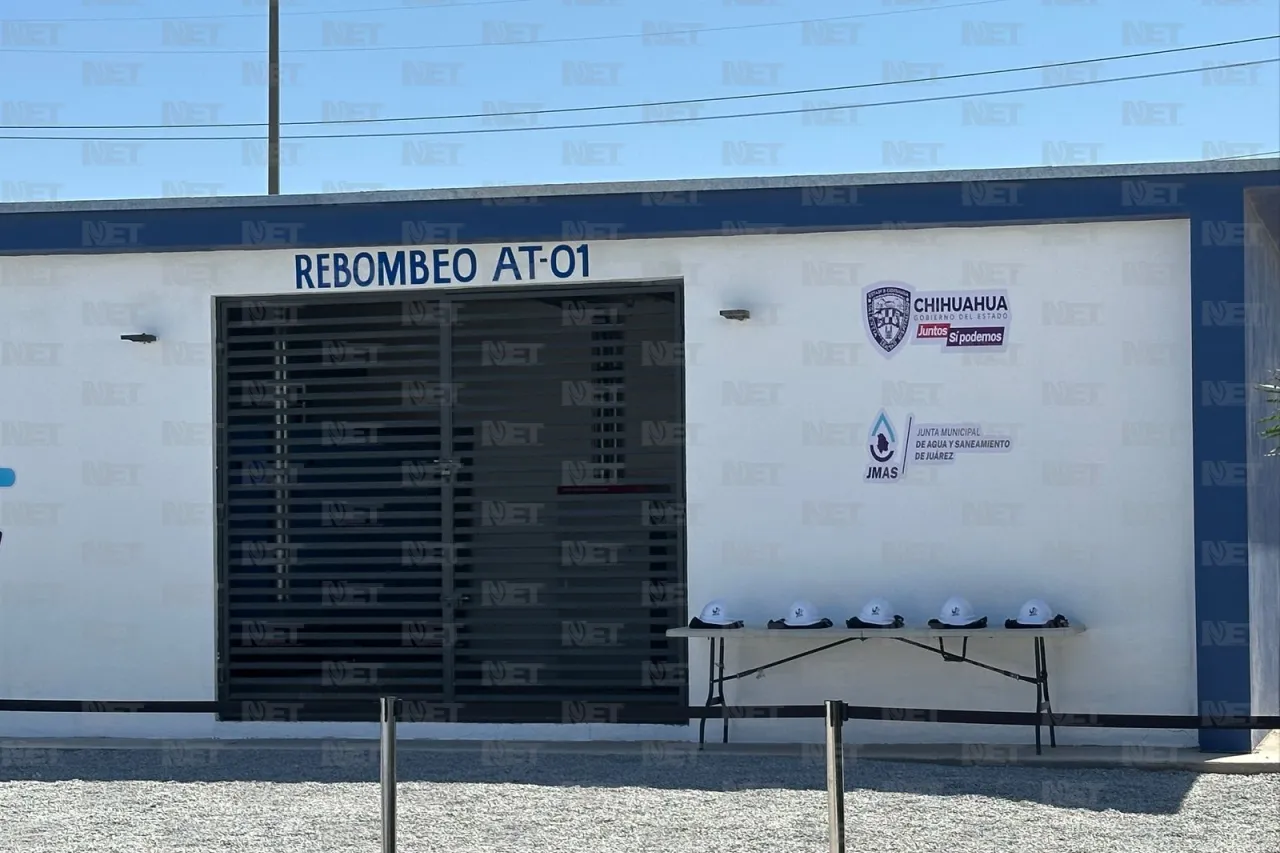 REBOMBEO AT-01
CHIHUAHUA
GOBIERNO DEL ESTADO
Juntos
Sí podemos
JUNTA MUNICIPAL
DE AGUA Y SANEAMIENTO
DE JUÁREZ
JMAS
NET